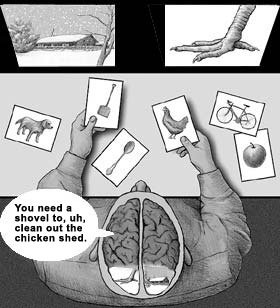 You need a
shovel to, uh,
clean out the
chicken shed.